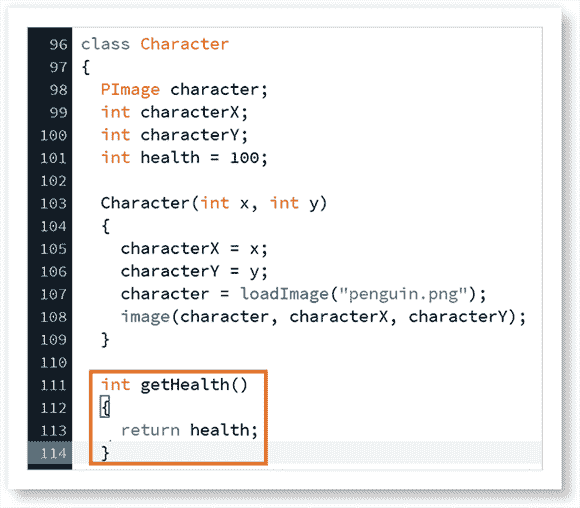 96 class Character
97 {
98   PImage character;
99   int characterX;
100   int characterY;
101   int health = 100;
102
103   Character(int x, int y)
104   {
105     characterX = x;
106     characterY = y;
107     character = loadImage("penguin.png");
108     image(character, characterX, characterY);
109   }
110
111   int getHealth()
112   {
113     return health;
114   }